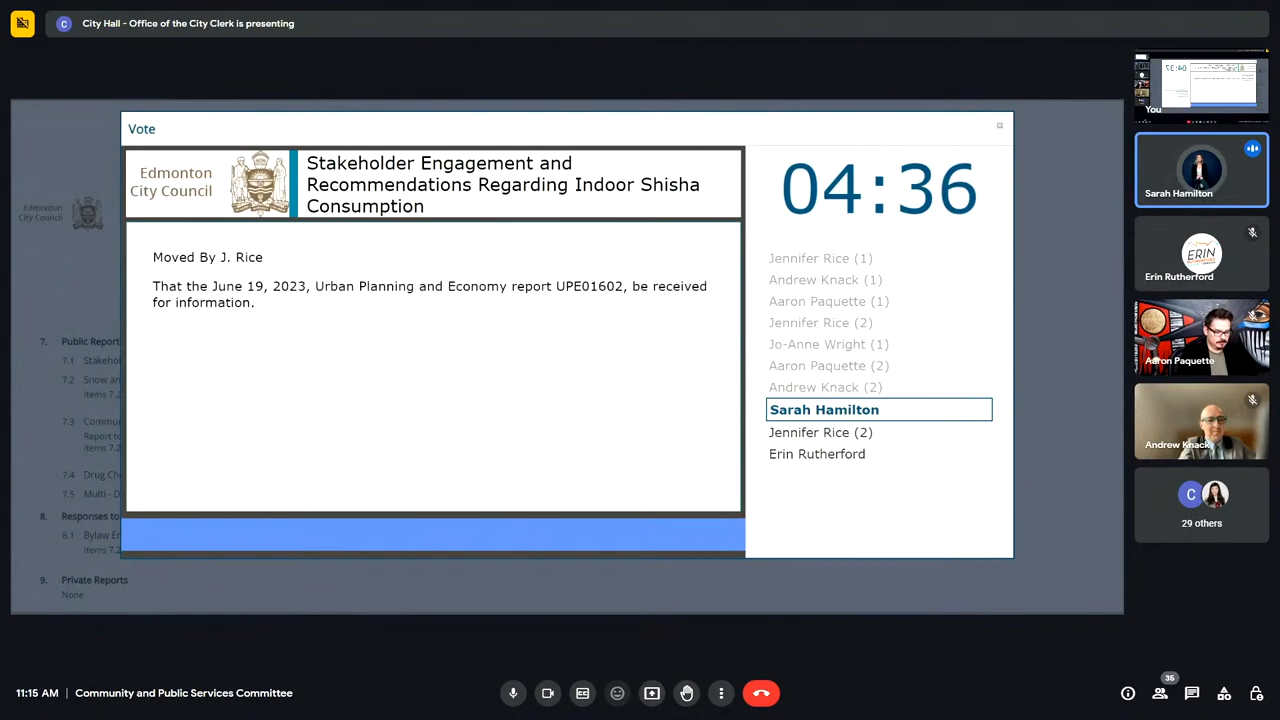 C City Hall - Office of the City Clerk is presenting
Vote
Edmonton
City Council
Stakeholder Engagement and
Recommendations Regarding Indoor Shisha
Consumption
04:36
Moved By J. Rice
That the June 19, 2023, Urban Planning and Economy report UPE01602, be received
for information.
Jennifer Rice (1)
Andrew Knack (1)
Aaron Paquette (1)
Jennifer Rice (2)
Jo-Anne Wright (1)
Aaron Paquette (2)
Andrew Knack (2)
Sarah Hamilton
Jennifer Rice (2)
Erin Rutherford
Edmonton
City Council
7. Public Report
7.1 Stakehol
7.2 Snow an
Items 7.2
7.3 Commu
Report to
Items 7.2
7.4 Drug Ch
7.5 Multi - D
8. Responses to
8.1 Bylaw En
Items 7.2
9. Private Reports
None
04:37
You
Sarah Hamilton
ERIN
Erin Rutherford
Aaron Paquette
Andrew Knack
C
29 others
11:15 AM | Community and Public Services Committee
35